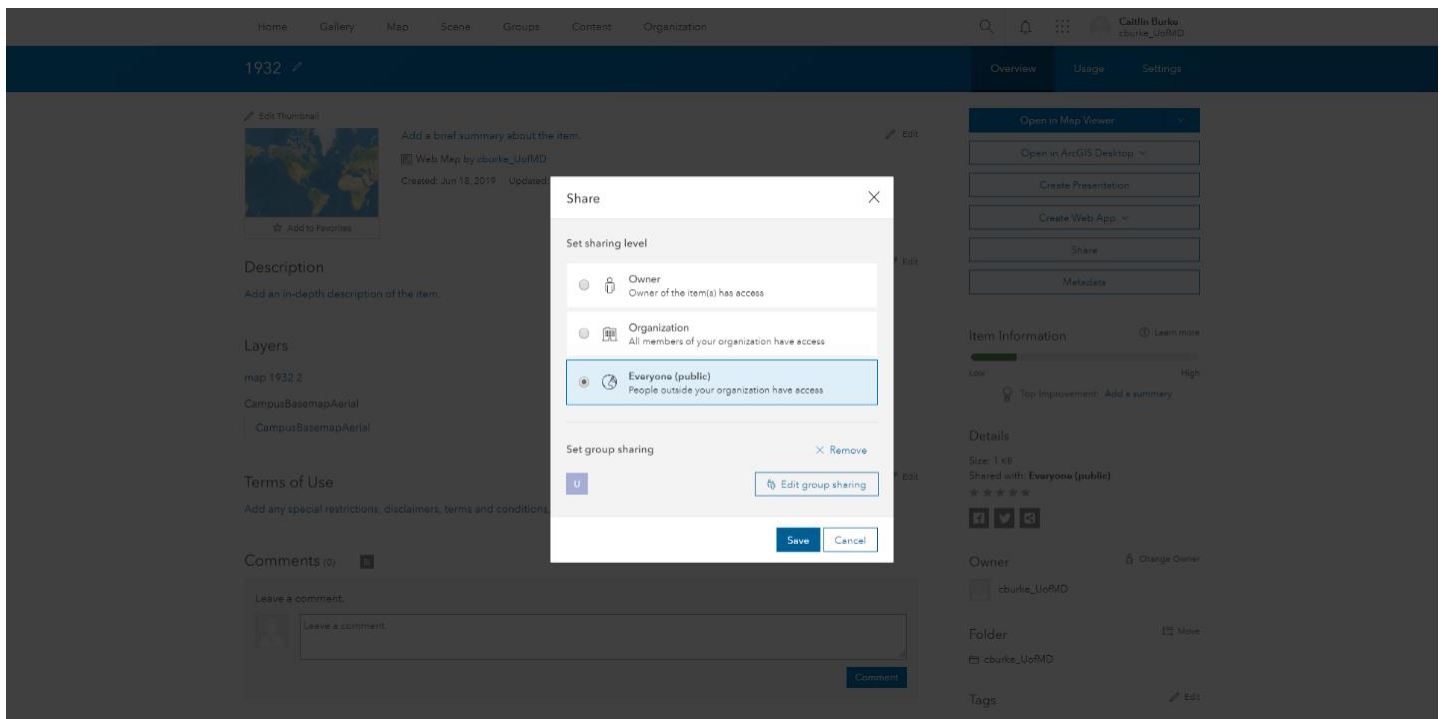 Home Gallery Map Scene Groups Content Organization
Caitlin Burke
cburke_UofMD
1932
Overview Usage Settings
Edit Thumbnail
Add a brief summary about the item.
Edit
Web Map by cburke_UofMD
Created: Jun 18, 2019 Updated:
Add to Favorites
Description
Edit
Add an in-depth description of the item.
Layers
map 1932 2
CampusBasemapAerial
CampusBasemapAerial
Terms of Use
Edit
Add any special restrictions, disclaimers, terms and conditions,
Comments (0)
Leave a comment.
Leave a comment.
Comment
Share
Set sharing level
Owner
Owner of the item(s) has access
Organization
All members of your organization have access
Everyone (public)
People outside your organization have access
Set group sharing
Remove
U
Edit group sharing
Save Cancel
Open in Map Viewer
Open in ArcGIS Desktop
Create Presentation
Create Web App
Share
Metadata
Item Information
Learn more
Low High
Top Improvement: Add a summary
Details
Size: 1 KB
Shared with: Everyone (public)
Owner
Change Owner
cburke_UofMD
Folder
Move
cburke_UofMD
Tags
Edit